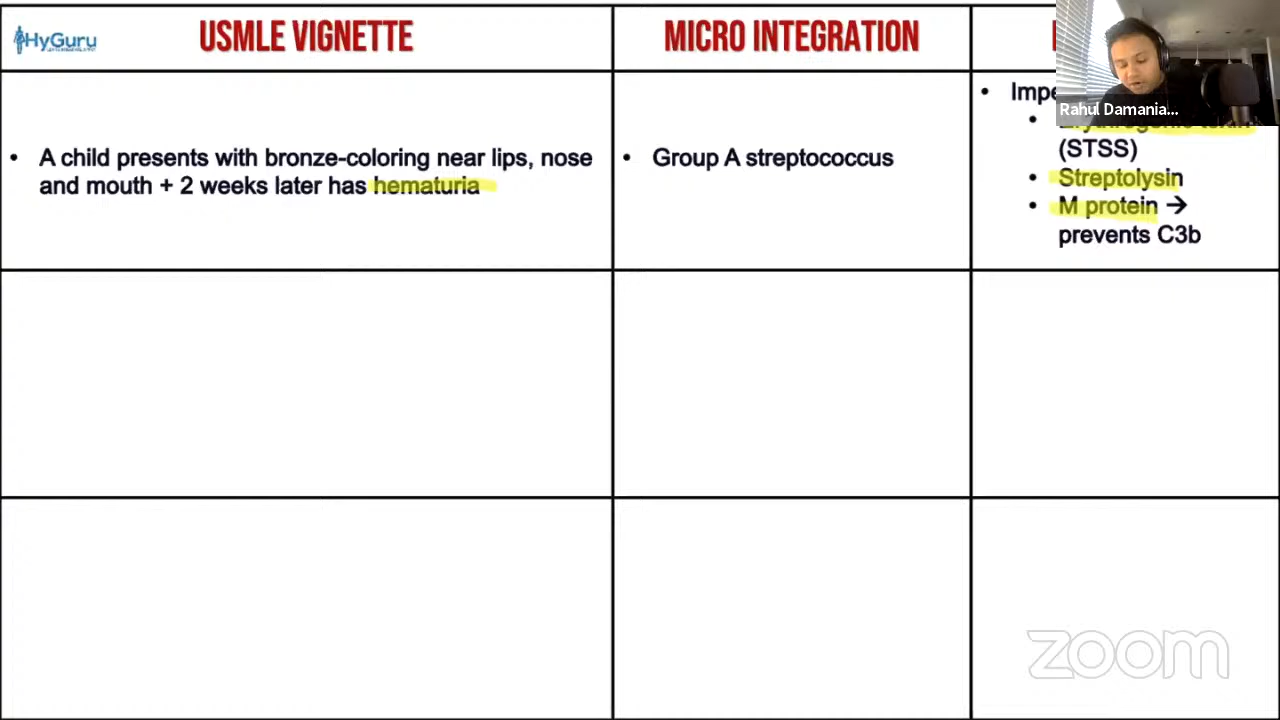 HyGuru
USMLE VIGNETTE
MICRO INTEGRATION
Rahul Damania...
• A child presents with bronze-coloring near lips, nose
and mouth + 2 weeks later has hematuria
• Group A streptococcus
• Impe
•
(STSS)
• Streptolysin
• M protein →
prevents C3b
zoom